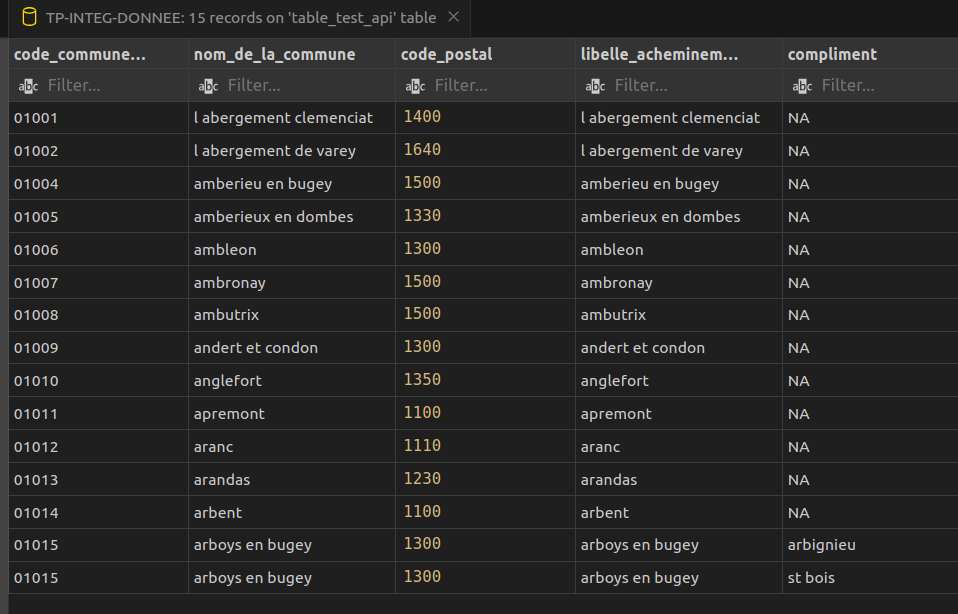 TP-INTEG-DONNEE: 15 records on 'table_test_api' table
code_commune... nom_de_la_commune code_postal libelle_acheminem... compliment
abc Filter... abc Filter... abc Filter... abc Filter... abc Filter...
01001 l abergement clemenciat 1400 l abergement clemenciat NA
01002 l abergement de varey 1640 l abergement de varey NA
01004 amberieu en bugey 1500 amberieu en bugey NA
01005 amberieux en dombes 1330 amberieux en dombes NA
01006 ambleon 1300 ambleon NA
01007 ambronay 1500 ambronay NA
01008 ambutrix 1500 ambutrix NA
01009 andert et condon 1300 andert et condon NA
01010 anglefort 1350 anglefort NA
01011 apremont 1100 apremont NA
01012 aranc 1110 aranc NA
01013 arandas 1230 arandas NA
01014 arbent 1100 arbent NA
01015 arboys en bugey 1300 arboys en bugey arbignieu
01015 arboys en bugey 1300 arboys en bugey st bois